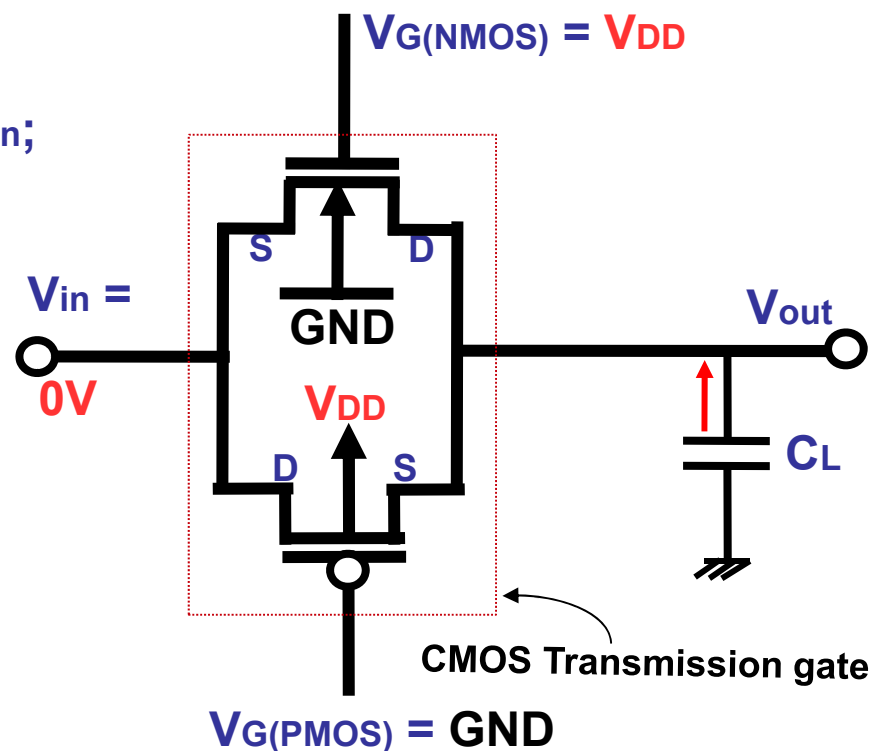 VG(NMOS) = VDD
n;
S D
Vin =
GND
Vout
0V
VDD
CL
D S
CMOS Transmission gate
VG(PMOS) = GND